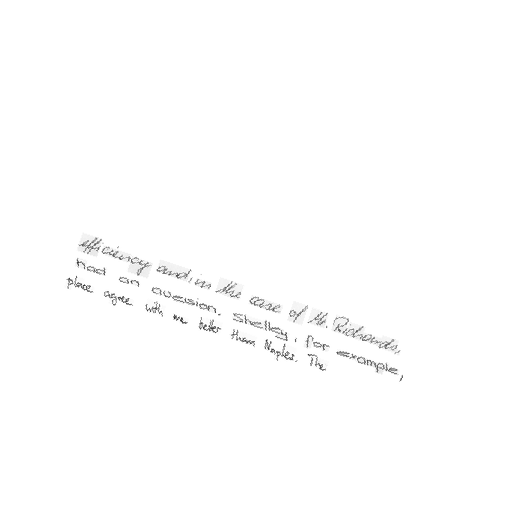 efficiency and, in the case of Mr. Richards,
had an aversion. Shelley, for example,
place agree with me better than Naples. The